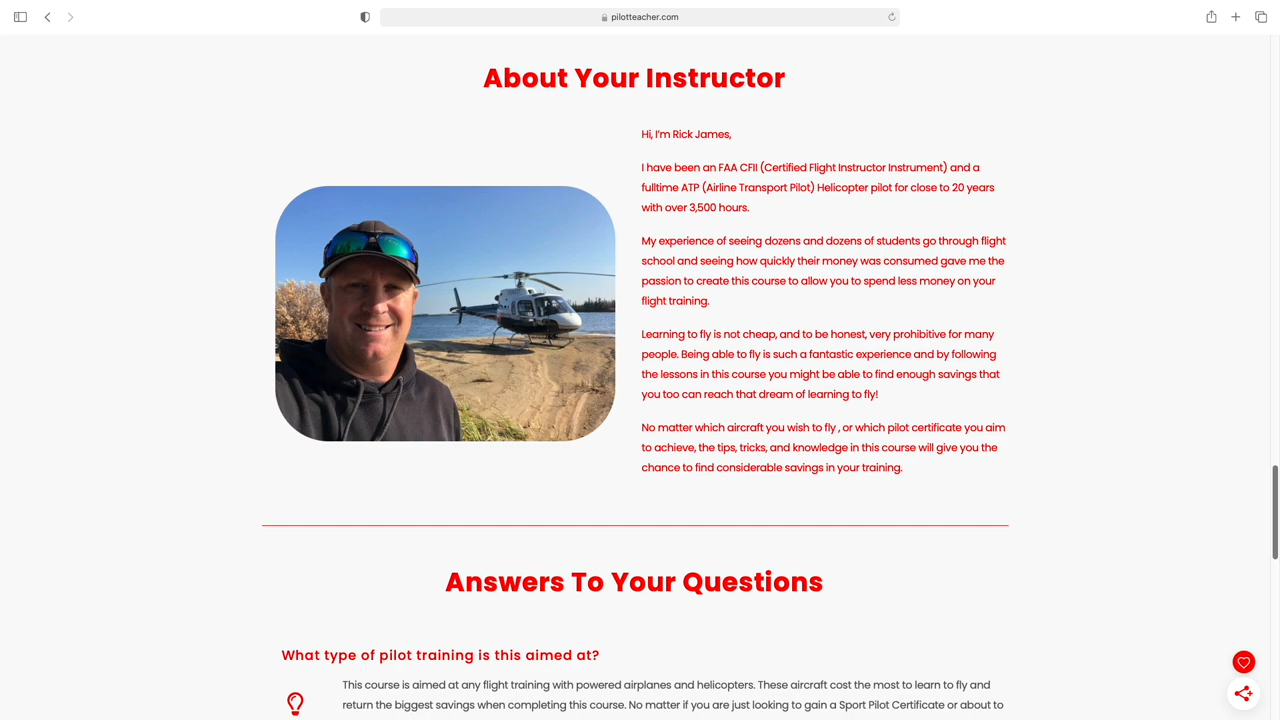 pilotteacher.com
About Your Instructor
Hi, I'm Rick James,
I have been an FAA CFII (Certified Flight Instructor Instrument) and a
fulltime ATP (Airline Transport Pilot) Helicopter pilot for close to 20 years
with over 3,500 hours.
My experience of seeing dozens and dozens of students go through flight
school and seeing how quickly their money was consumed gave me the
passion to create this course to allow you to spend less money on your
flight training.
Learning to fly is not cheap, and to be honest, very prohibitive for many
people. Being able to fly is such a fantastic experience and by following
the lessons in this course you might be able to find enough savings that
you too can reach that dream of learning to fly!
No matter which aircraft you wish to fly , or which pilot certificate you aim
to achieve, the tips, tricks, and knowledge in this course will give you the
chance to find considerable savings in your training.
Answers To Your Questions
What type of pilot training is this aimed at?
This course is aimed at any flight training with powered airplanes and helicopters. These aircraft cost the most to learn to fly and
return the biggest savings when completing this course. No matter if you are just looking to gain a Sport Pilot Certificate or about to